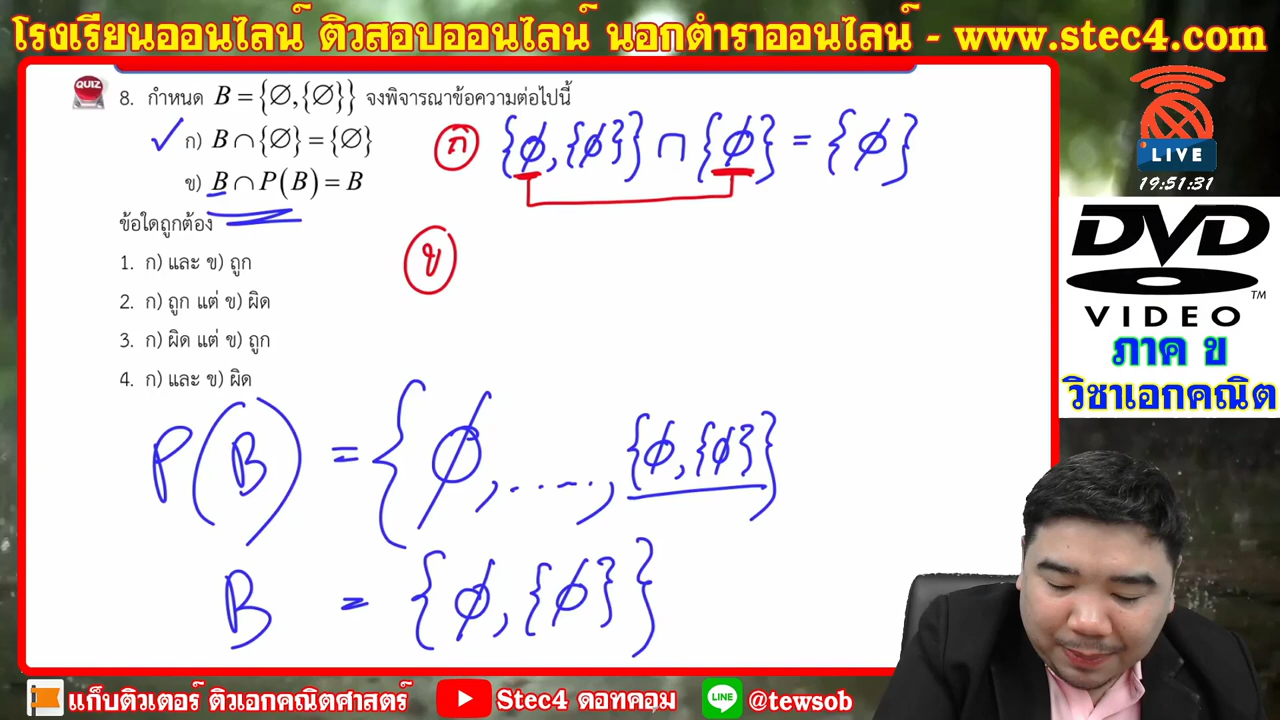 โรงเรียนออนไลน์ ติวสอบออนไลน์ นอกตำราออนไลน์ - www.stec4.com
QUIZ
8. กำหนด B = {∅,{∅}} จงพิจารณาข้อความต่อไปนี้
ก) B ∩ {∅} = {∅}
ข) B ∩ P(B) = B
ข้อใดถูกต้อง
1. ก) และ ข) ถูก
2. ก) ถูก แต่ ข) ผิด
3. ก) ผิด แต่ ข) ถูก
4. ก) และ ข) ผิด
ก {∅,{∅}} ∩ {∅} = {∅}
ข
P(B) = {∅, ....., {∅,{∅}}
B = {∅,{∅}}
LIVE
19:51:31
DVD
VIDEO
TM
ภาค ข
วิชาเอกคณิต
แก็บติวเตอร์ ติวเอกคณิตศาสตร์
Stec4 ดอทคอม
LINE
@tewsob